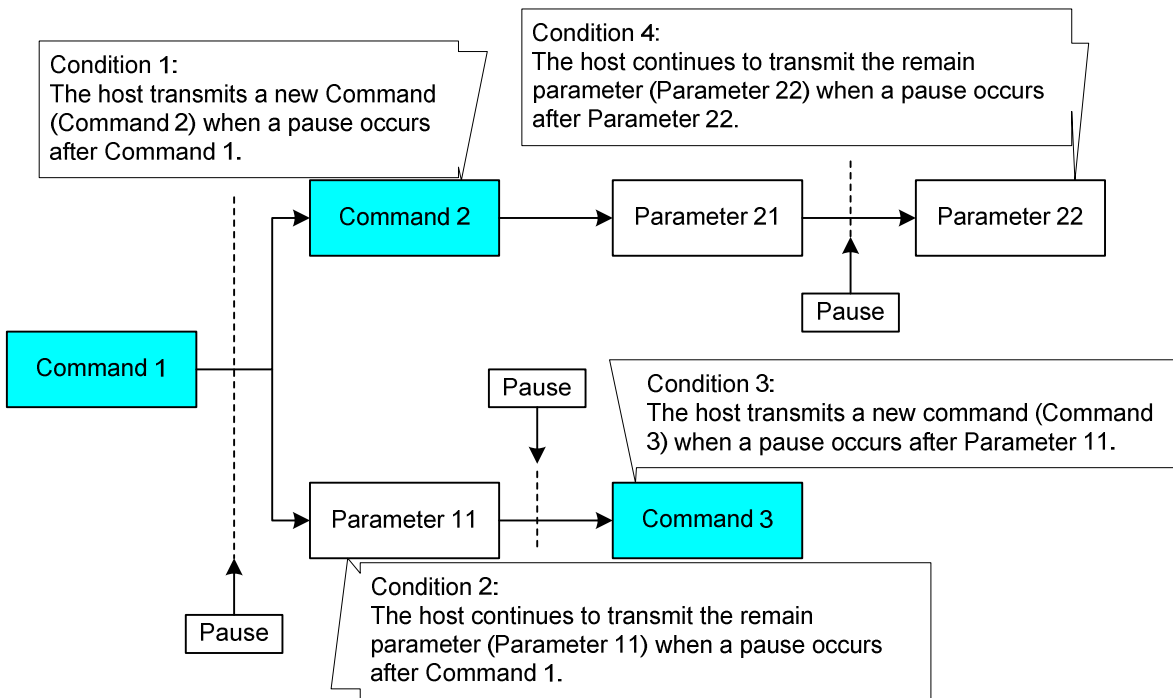 Condition 1:
The host transmits a new Command
(Command 2) when a pause occurs
after Command 1.
Condition 4:
The host continues to transmit the remain
parameter (Parameter 22) when a pause occurs
after Parameter 22.
Command 2
Parameter 21
Parameter 22
Pause
Command 1
Pause
Condition 3:
The host transmits a new command (Command
3) when a pause occurs after Parameter 11.
Parameter 11
Command 3
Condition 2:
The host continues to transmit the remain
parameter (Parameter 11) when a pause occurs
after Command 1.
Pause